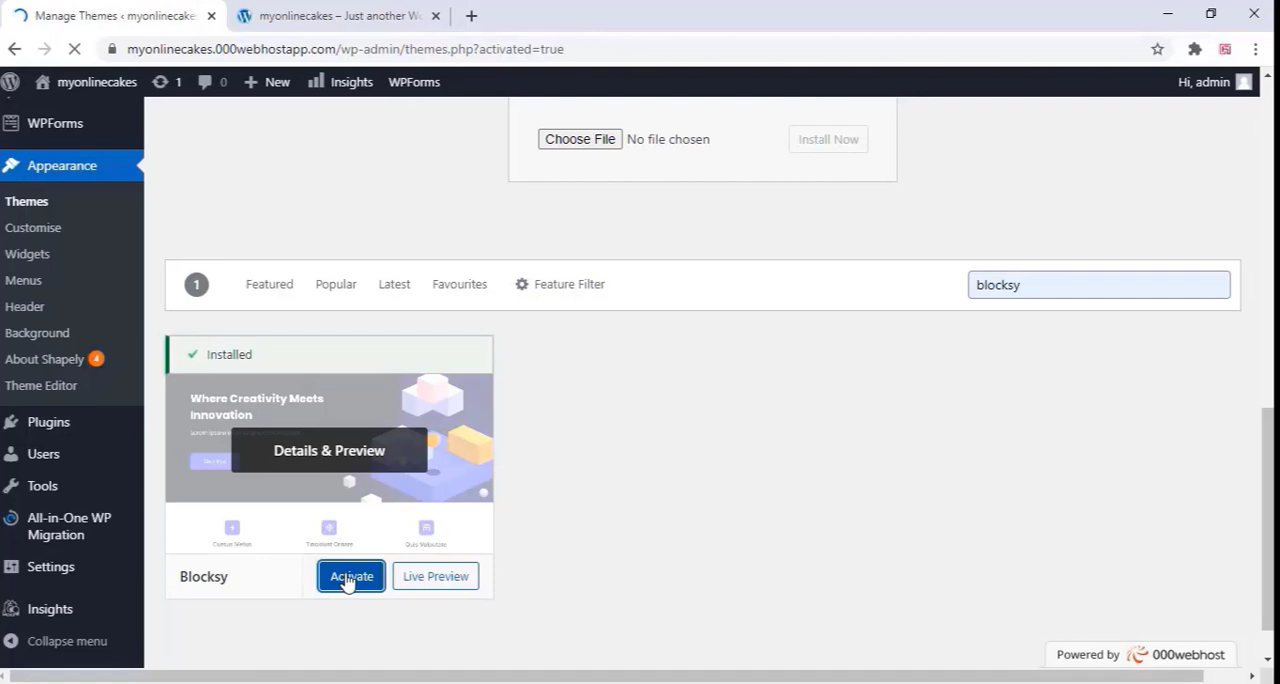 Manage Themes ‹ myonlinecake
myonlinecakes – Just another W
myonlinecakes.000webhostapp.com/wp-admin/themes.php?activated=true
myonlinecakes 1 0 New Insights WPForms Hi, admin
WPForms
Appearance
Themes
Customise
Widgets
Menus
Header
Background
About Shapely 4
Theme Editor
Plugins
Users
Tools
All-in-One WP
Migration
Settings
Insights
Collapse menu
Choose File No file chosen Install Now
1 Featured Popular Latest Favourites Feature Filter blocksy
Installed
Where Creativity Meets
Innovation
Details & Preview
Blocksy Activate Live Preview
Powered by 000webhost